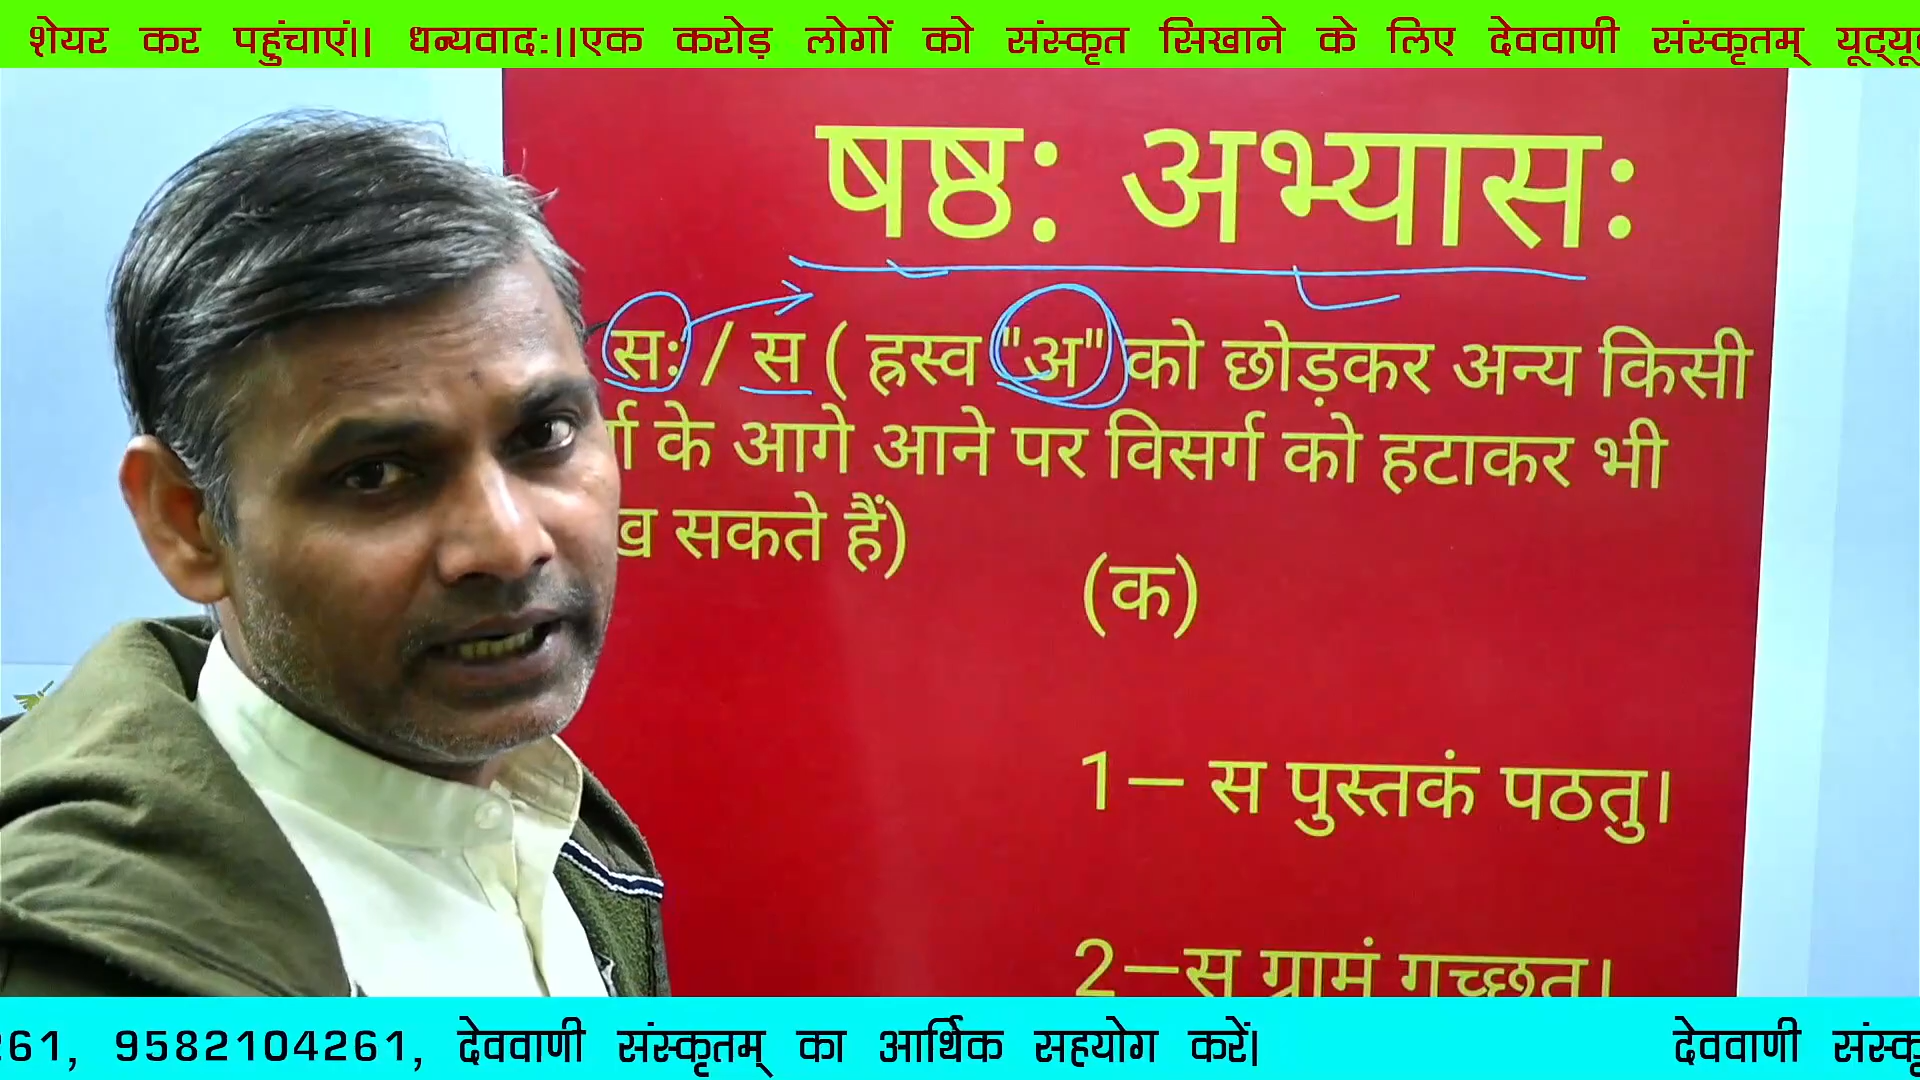 शेयर कर पहुंचाएं॥ धन्यवादः॥एक करोड़ लोगों को संस्कृत सिखाने के लिए देववाणी संस्कृतम्
षष्ठः अभ्यासः
सः / स ( ह्रस्व "अ" को छोड़कर अन्य किसी
के आगे आने पर विसर्ग को हटाकर भी
सकते हैं)
(क)
1– स पुस्तकं पठतु।
2–स ग्रामं गच्छतु।
261, 9582104261, देववाणी संस्कृतम् का आर्थिक सहयोग करें। देववाणी